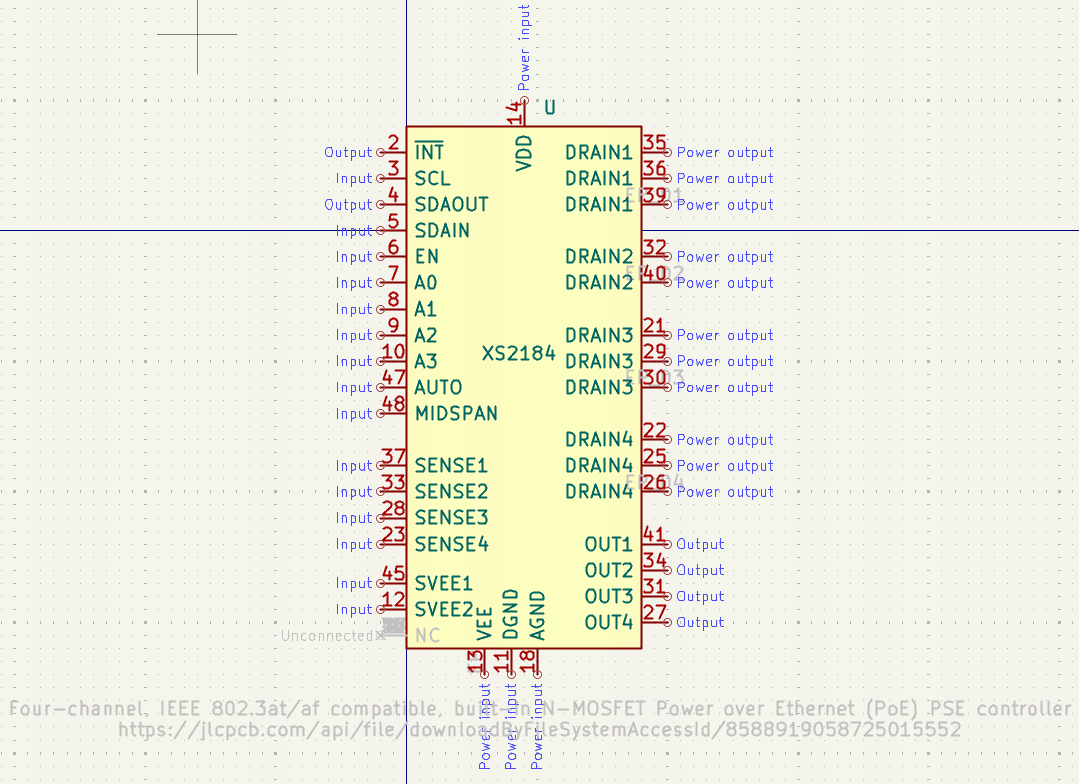 Power input
14 U
Output 2 INT VDD DRAIN1 35 Power output
Input 3 SCL DRAIN1 36 Power output
Output 4 SDAOUT DRAIN1 39 Power output
Input 5 SDAIN
Input 6 EN DRAIN2 32 Power output
Input 7 A0 DRAIN2 40 Power output
Input 8 A1
Input 9 A2 DRAIN3 21 Power output
Input 10 A3 XS2184 DRAIN3 29 Power output
Input 47 AUTO DRAIN3 30 Power output
Input 48 MIDSPAN
DRAIN4 22 Power output
Input 37 SENSE1 DRAIN4 25 Power output
Input 33 SENSE2 DRAIN4 26 Power output
Input 28 SENSE3
Input 23 SENSE4 OUT1 41 Output
OUT2 34 Output
Input 45 SVEE1 OUT3 31 Output
Input 12 SVEE2 OUT4 27 Output
Unconnected NC VEE DGND AGND
13 11 18
Power input Power input Power input
Four-channel, IEEE 802.3at/af compatible, built-in N-MOSFET Power over Ethernet (PoE) PSE controller
https://jlcpcb.com/api/file/downloadByFileSystemAccessId/8588919058725015552